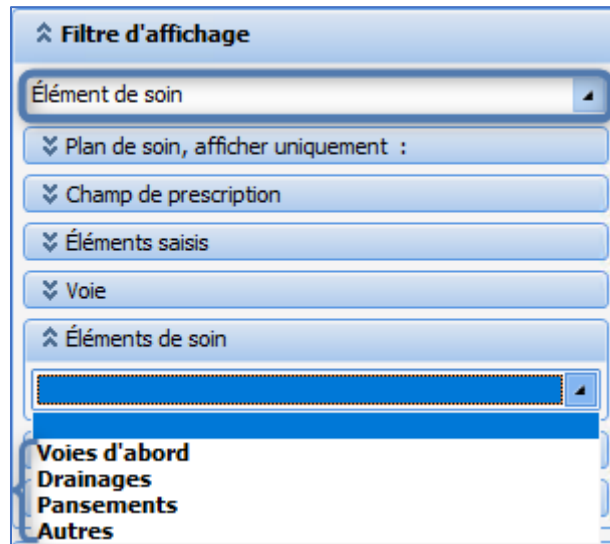 Filtre d'affichage
Élément de soin
Plan de soin, afficher uniquement :
Champ de prescription
Éléments saisis
Voie
Éléments de soin
Voies d'abord
Drainages
Pansements
Autres